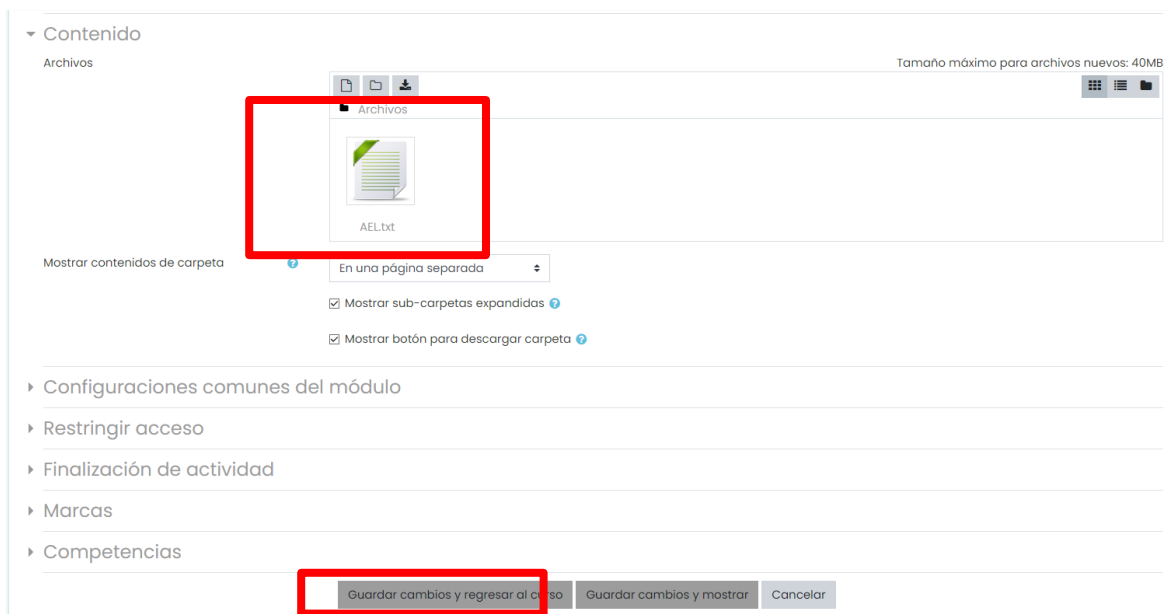 Contenido
Archivos
Tamaño máximo para archivos nuevos: 40MB
Archivos
AEL.txt
Mostrar contenidos de carpeta
En una página separada
Mostrar sub-carpetas expandidas
Mostrar botón para descargar carpeta
Configuraciones comunes del módulo
Restringir acceso
Finalización de actividad
Marcas
Competencias
Guardar cambios y regresar al curso
Guardar cambios y mostrar
Cancelar